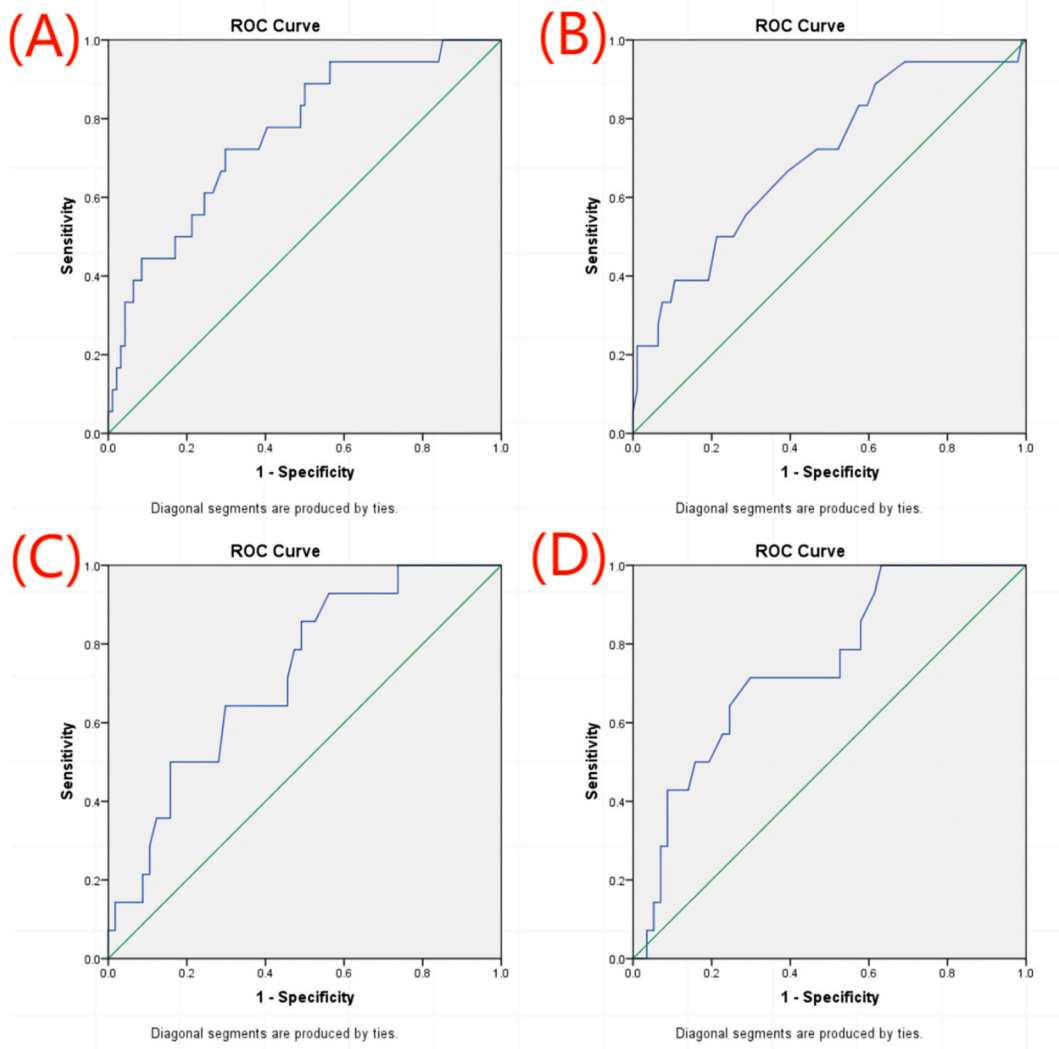 (A)
ROC Curve
1.0
0.8
0.6
0.4
0.2
0.0
Sensitivity
0.0 0.2 0.4 0.6 0.8 1.0
1 - Specificity
Diagonal segments are produced by ties.
(B)
ROC Curve
1.0
0.8
0.6
0.4
0.2
0.0
Sensitivity
0.0 0.2 0.4 0.6 0.8 1.0
1 - Specificity
Diagonal segments are produced by ties.
(C)
ROC Curve
1.0
0.8
0.6
0.4
0.2
0.0
Sensitivity
0.0 0.2 0.4 0.6 0.8 1.0
1 - Specificity
Diagonal segments are produced by ties.
(D)
ROC Curve
1.0
0.8
0.6
0.4
0.2
0.0
Sensitivity
0.0 0.2 0.4 0.6 0.8 1.0
1 - Specificity
Diagonal segments are produced by ties.